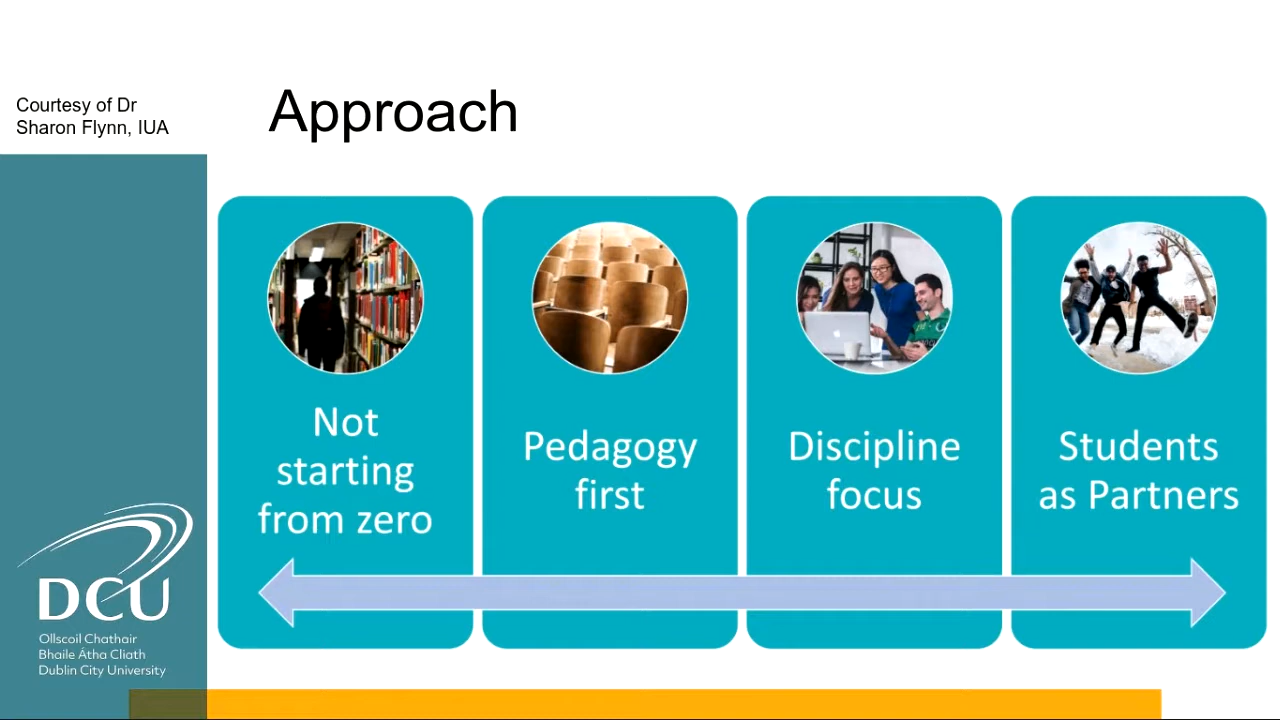 Courtesy of Dr
Sharon Flynn, IUA
Approach
Not
starting
from zero
Pedagogy
first
Discipline
focus
Students
as Partners
DCU
Ollscoil Chathair
Bhaile Átha Cliath
Dublin City University